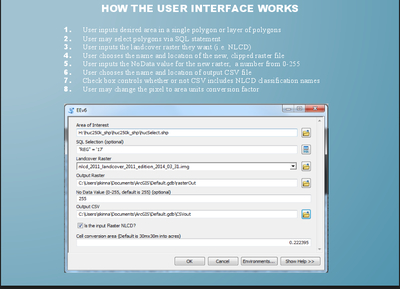 HOW THE USER INTERFACE WORKS
1. User inputs desired area in a single polygon or layer of polygons
2. User may select polygons via SQL statement
3. User inputs the landcover raster they want (i.e. NLCD)
4. User chooses the name and location of the new, clipped raster file
5. User inputs the NoData value for the new raster, a number from 0-255
6. User chooses the name and location of output CSV file
7. Check box controls whether or not CSV includes NLCD classification names
8. User may change the pixel to area units conversion factor
EEv6
Area of Interest
SQL Selection (optional)
"REG" = '17'
Landcover Raster
nlcd_2011_landcover_2011_edition_2014_03_31.img
Output Raster
C:\Users\pkinna\Documents\ArcGIS\Default.gdb\rasterOut
No Data Value (0-255, default is 255) (optional)
255
Output CSV
C:\Users\pkinna\Documents\ArcGIS\Default.gdb\CSVout
Is the input Raster NLCD?
Cell conversion area (Default is 30mx30m into acres)
0.222395
OK Cancel Environments... Show Help >>